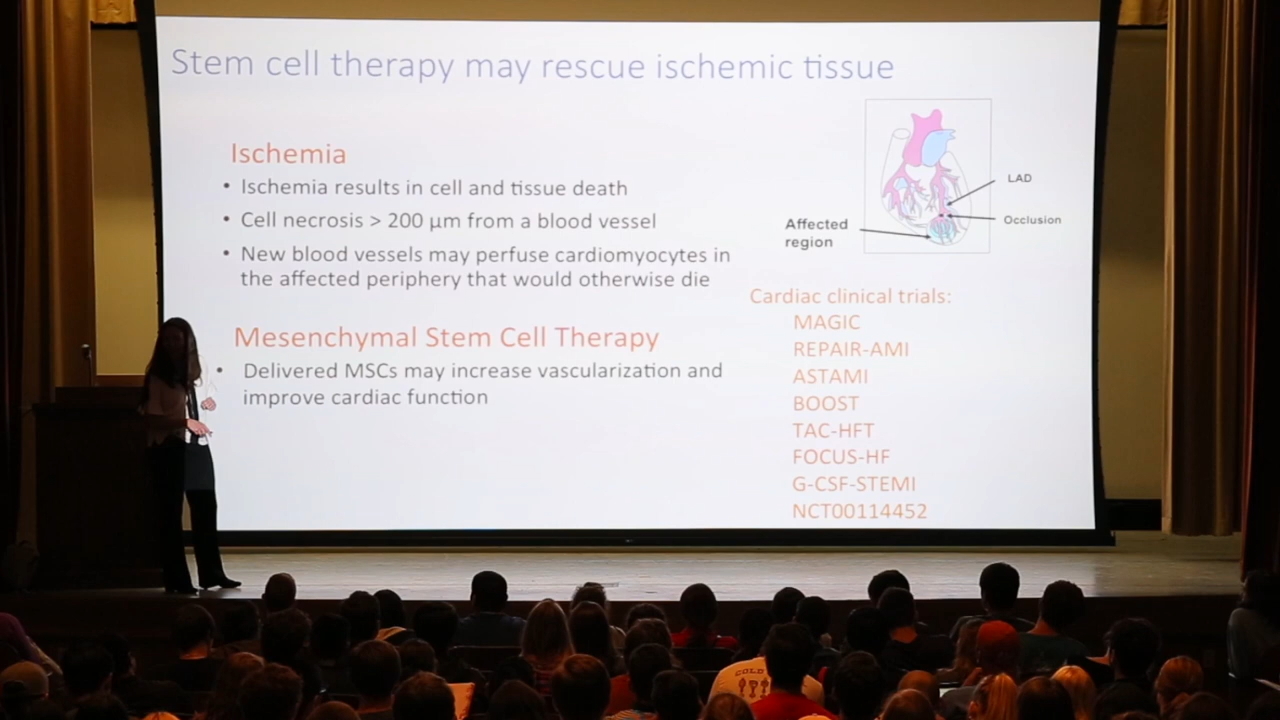 Stem cell therapy may rescue ischemic tissue
Ischemia
• Ischemia results in cell and tissue death
• Cell necrosis > 200 µm from a blood vessel
• New blood vessels may perfuse cardiomyocytes in
the affected periphery that would otherwise die
Mesenchymal Stem Cell Therapy
• Delivered MSCs may increase vascularization and
improve cardiac function
LAD
Occlusion
Affected
region
Cardiac clinical trials:
MAGIC
REPAIR-AMI
ASTAMI
BOOST
TAC-HFT
FOCUS-HF
G-CSF-STEMI
NCT00114452
COLD